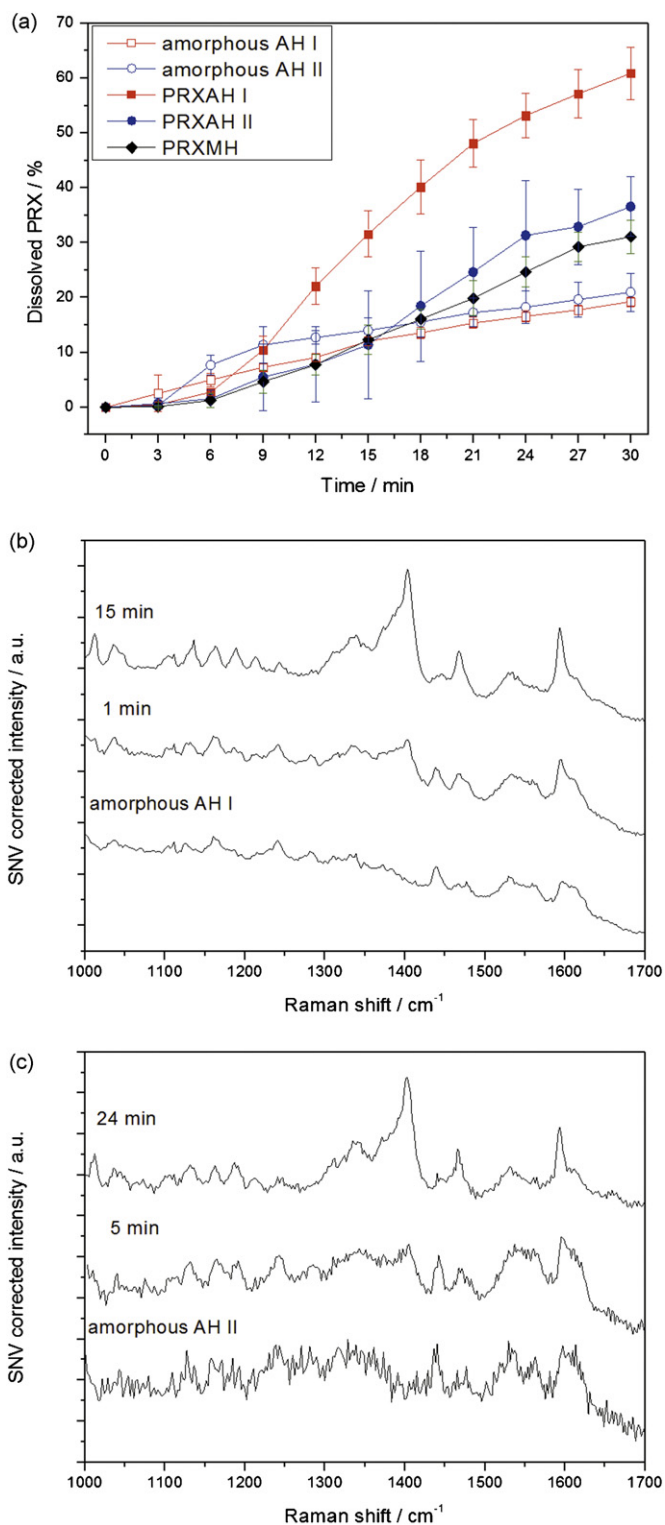 (a)
70
60
50
40
30
20
10
0
Dissolved PRX / %
amorphous AH I
amorphous AH II
PRXAH I
PRXAH II
PRXMH
0 3 6 9 12 15 18 21 24 27 30
Time / min
(b)
SNV corrected intensity / a.u.
15 min
1 min
amorphous AH I
1000 1100 1200 1300 1400 1500 1600 1700
Raman shift / cm⁻¹
(c)
SNV corrected intensity / a.u.
24 min
5 min
amorphous AH II
1000 1100 1200 1300 1400 1500 1600 1700
Raman shift / cm⁻¹